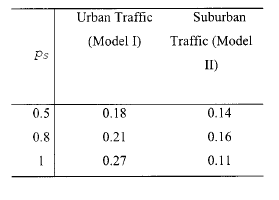 Urban Traffic Suburban
(Model I) Traffic (Model
ps
II)
0.5 0.18 0.14
0.8 0.21 0.16
1 0.27 0.11